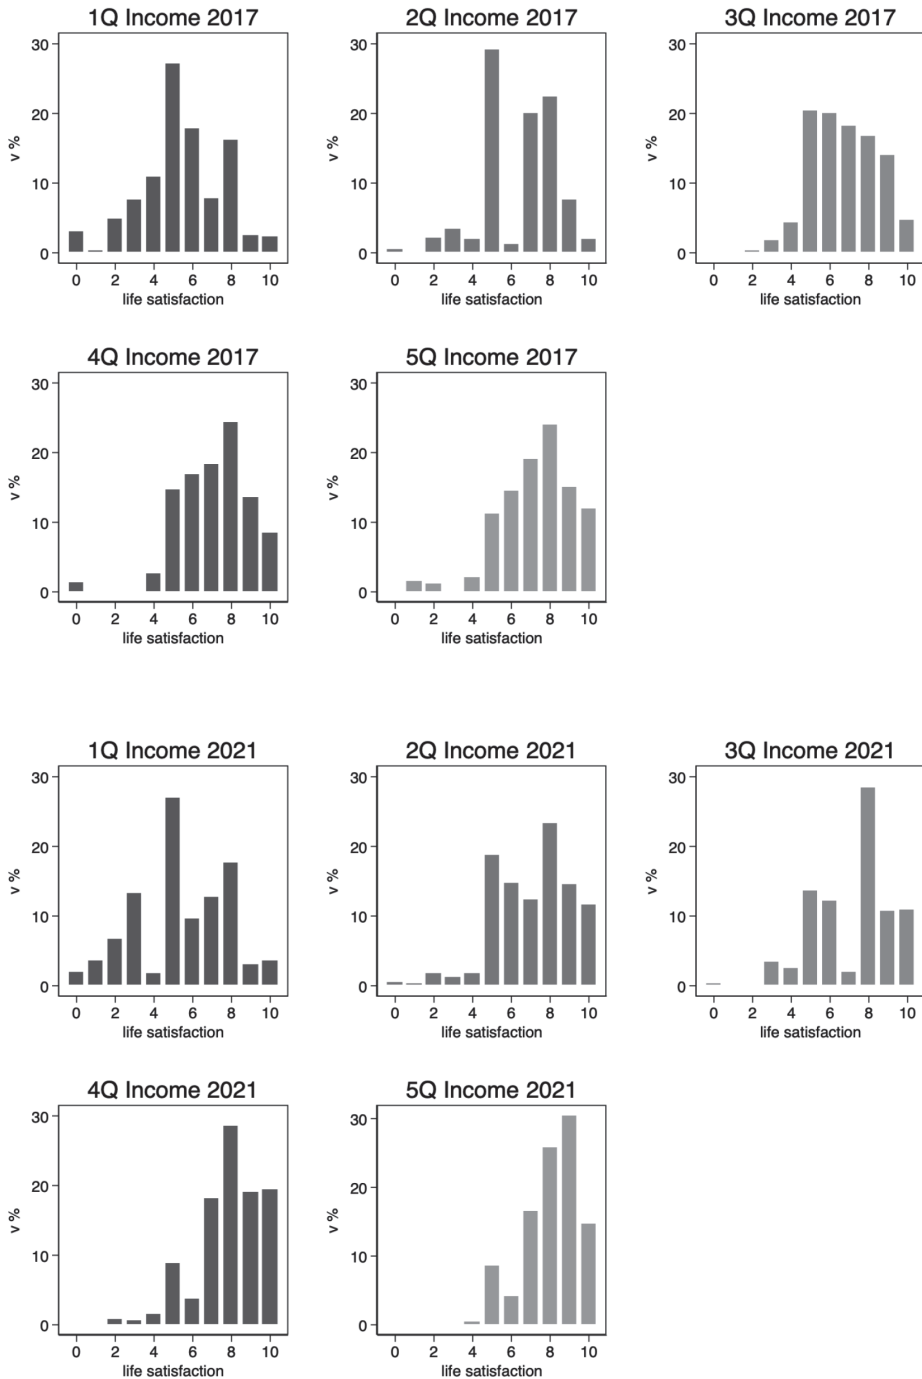 1Q Income 2017
30
20
10
0
v %
0 2 4 6 8 10
life satisfaction
2Q Income 2017
30
20
10
0
v %
0 2 4 6 8 10
life satisfaction
3Q Income 2017
30
20
10
0
v %
0 2 4 6 8 10
life satisfaction
4Q Income 2017
30
20
10
0
v %
0 2 4 6 8 10
life satisfaction
5Q Income 2017
30
20
10
0
v %
0 2 4 6 8 10
life satisfaction
1Q Income 2021
30
20
10
0
v %
0 2 4 6 8 10
life satisfaction
2Q Income 2021
30
20
10
0
v %
0 2 4 6 8 10
life satisfaction
3Q Income 2021
30
20
10
0
v %
0 2 4 6 8 10
life satisfaction
4Q Income 2021
30
20
10
0
v %
0 2 4 6 8 10
life satisfaction
5Q Income 2021
30
20
10
0
v %
0 2 4 6 8 10
life satisfaction